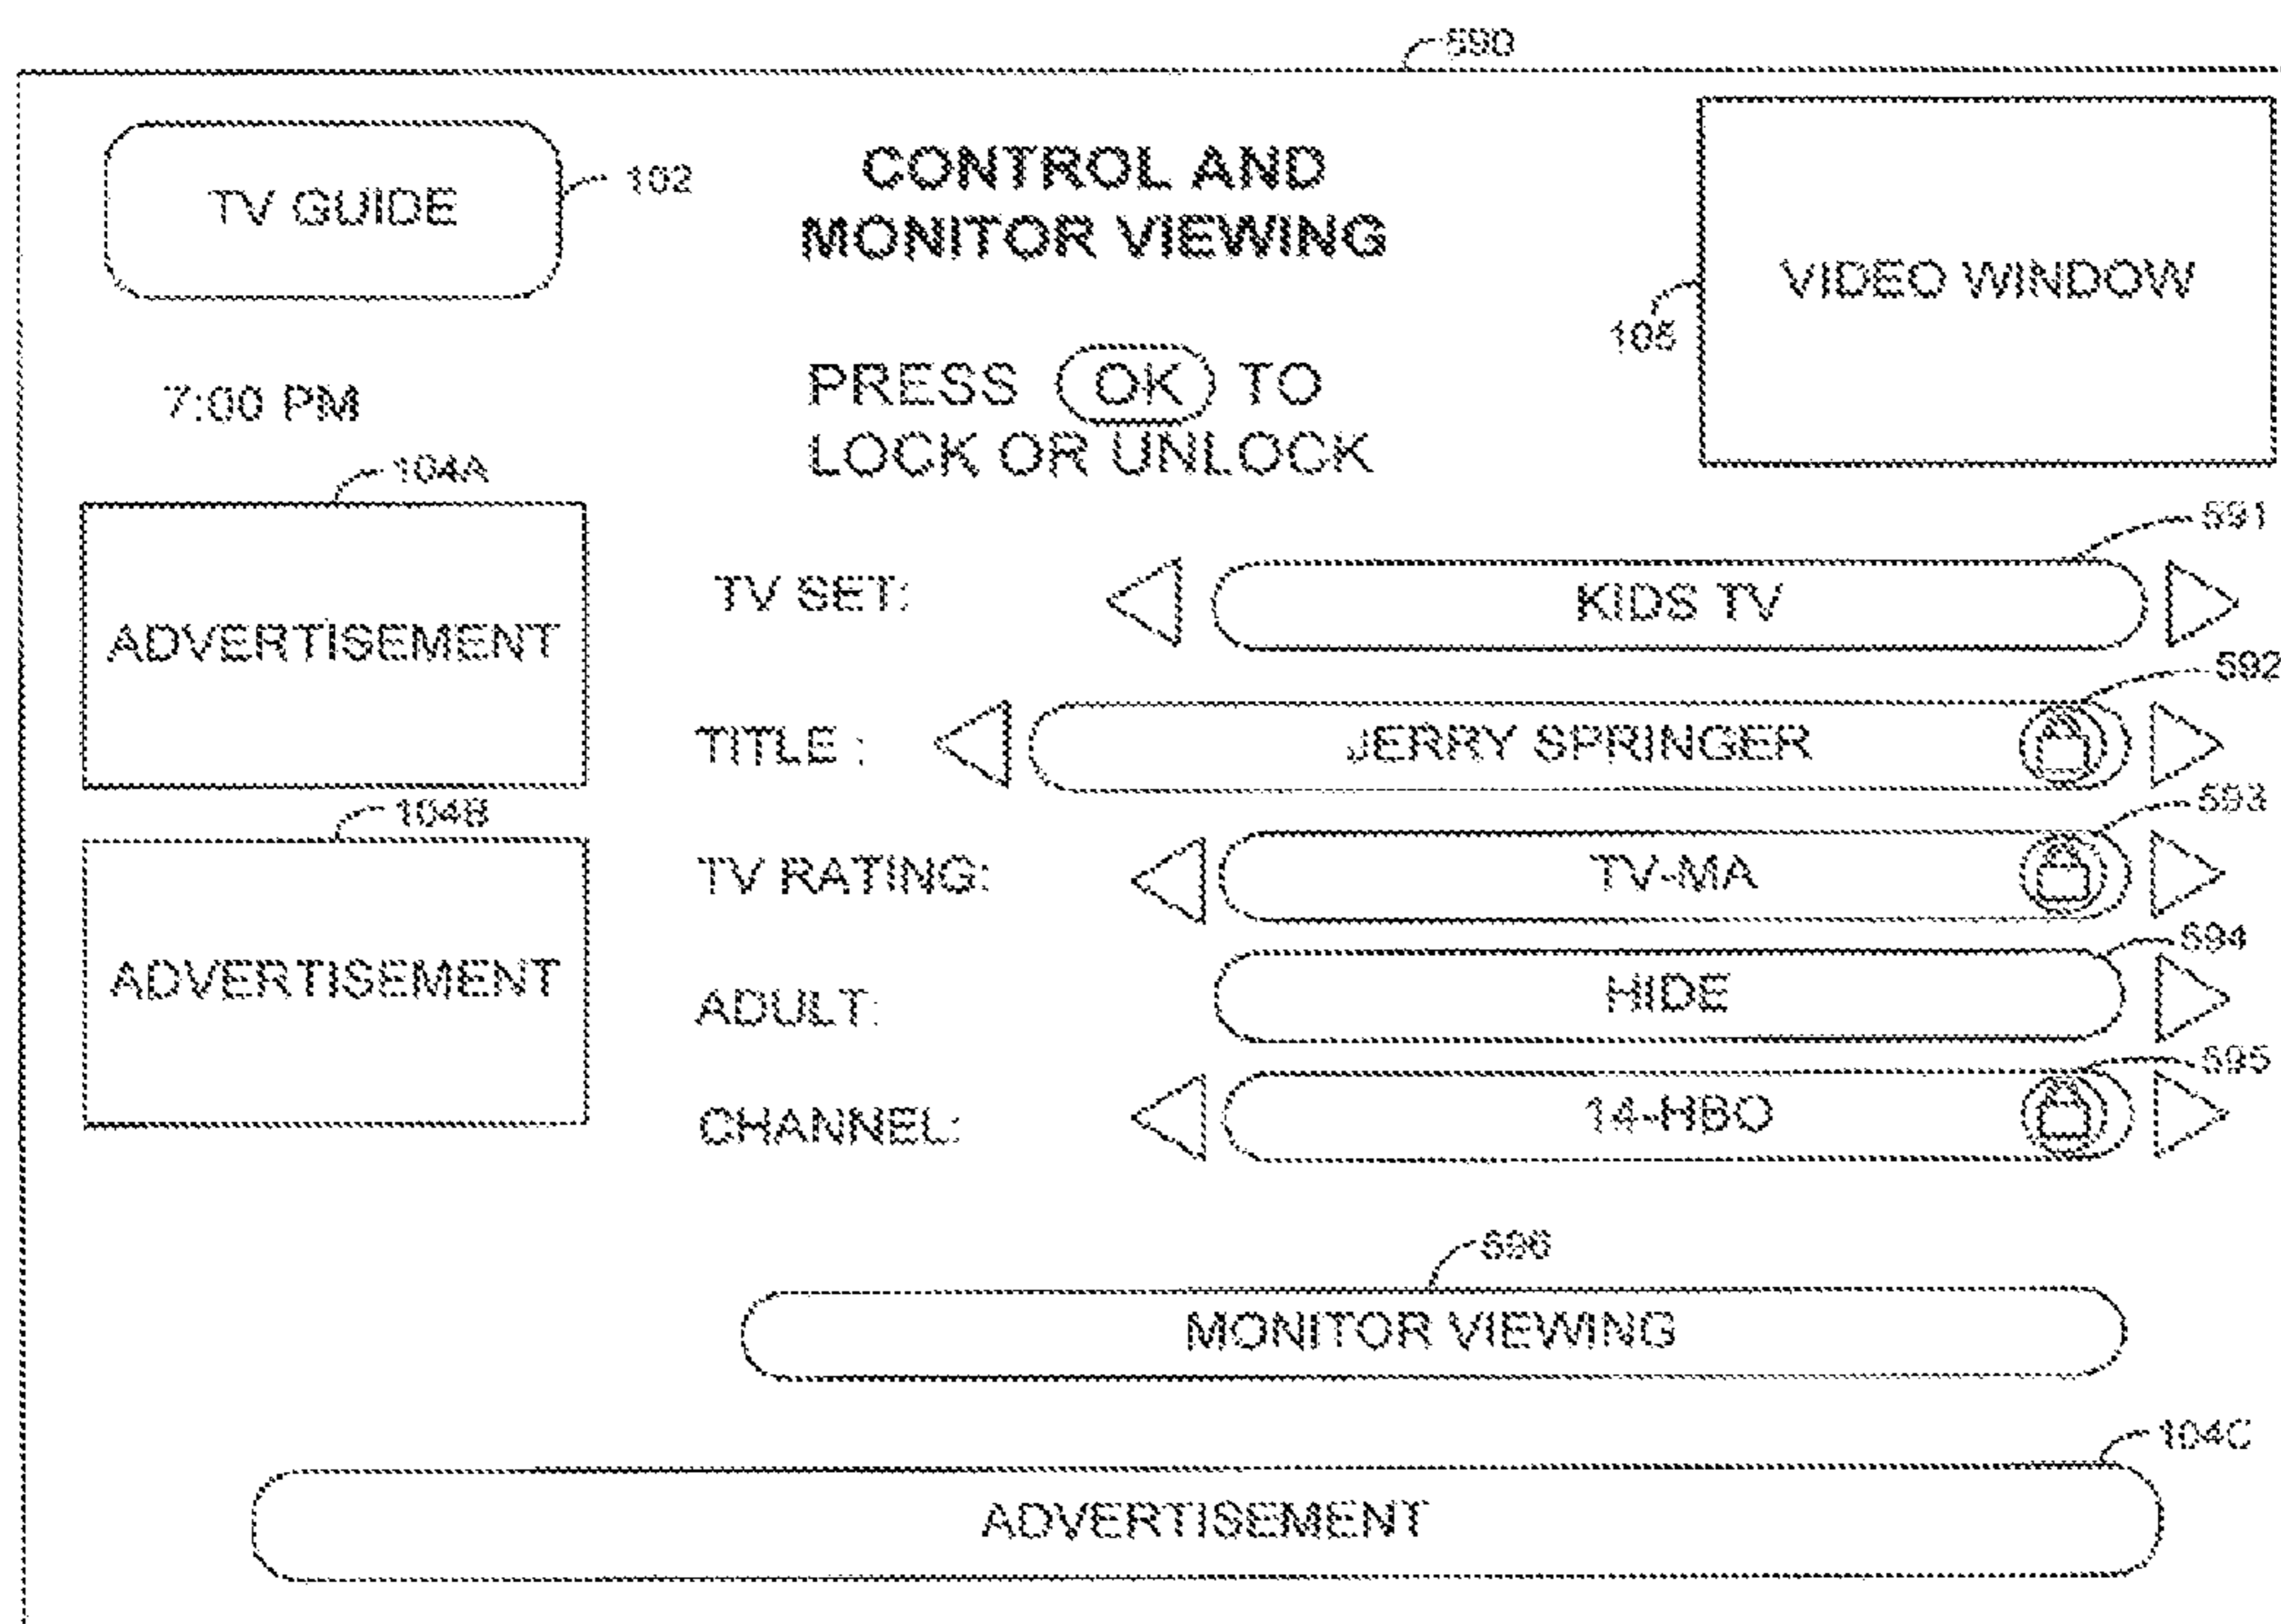 590
TV GUIDE
102
CONTROL AND
MONITOR VIEWING
VIDEO WINDOW
105
7:00 PM
PRESS OK TO
LOCK OR UNLOCK
104A
ADVERTISEMENT
591
TV SET: KIDS TV
592
TITLE : JERRY SPRINGER
104B
593
TV RATING: TV-MA
594
ADVERTISEMENT
ADULT: HIDE
595
CHANNEL: 14-HBO
596
MONITOR VIEWING
104C
ADVERTISEMENT